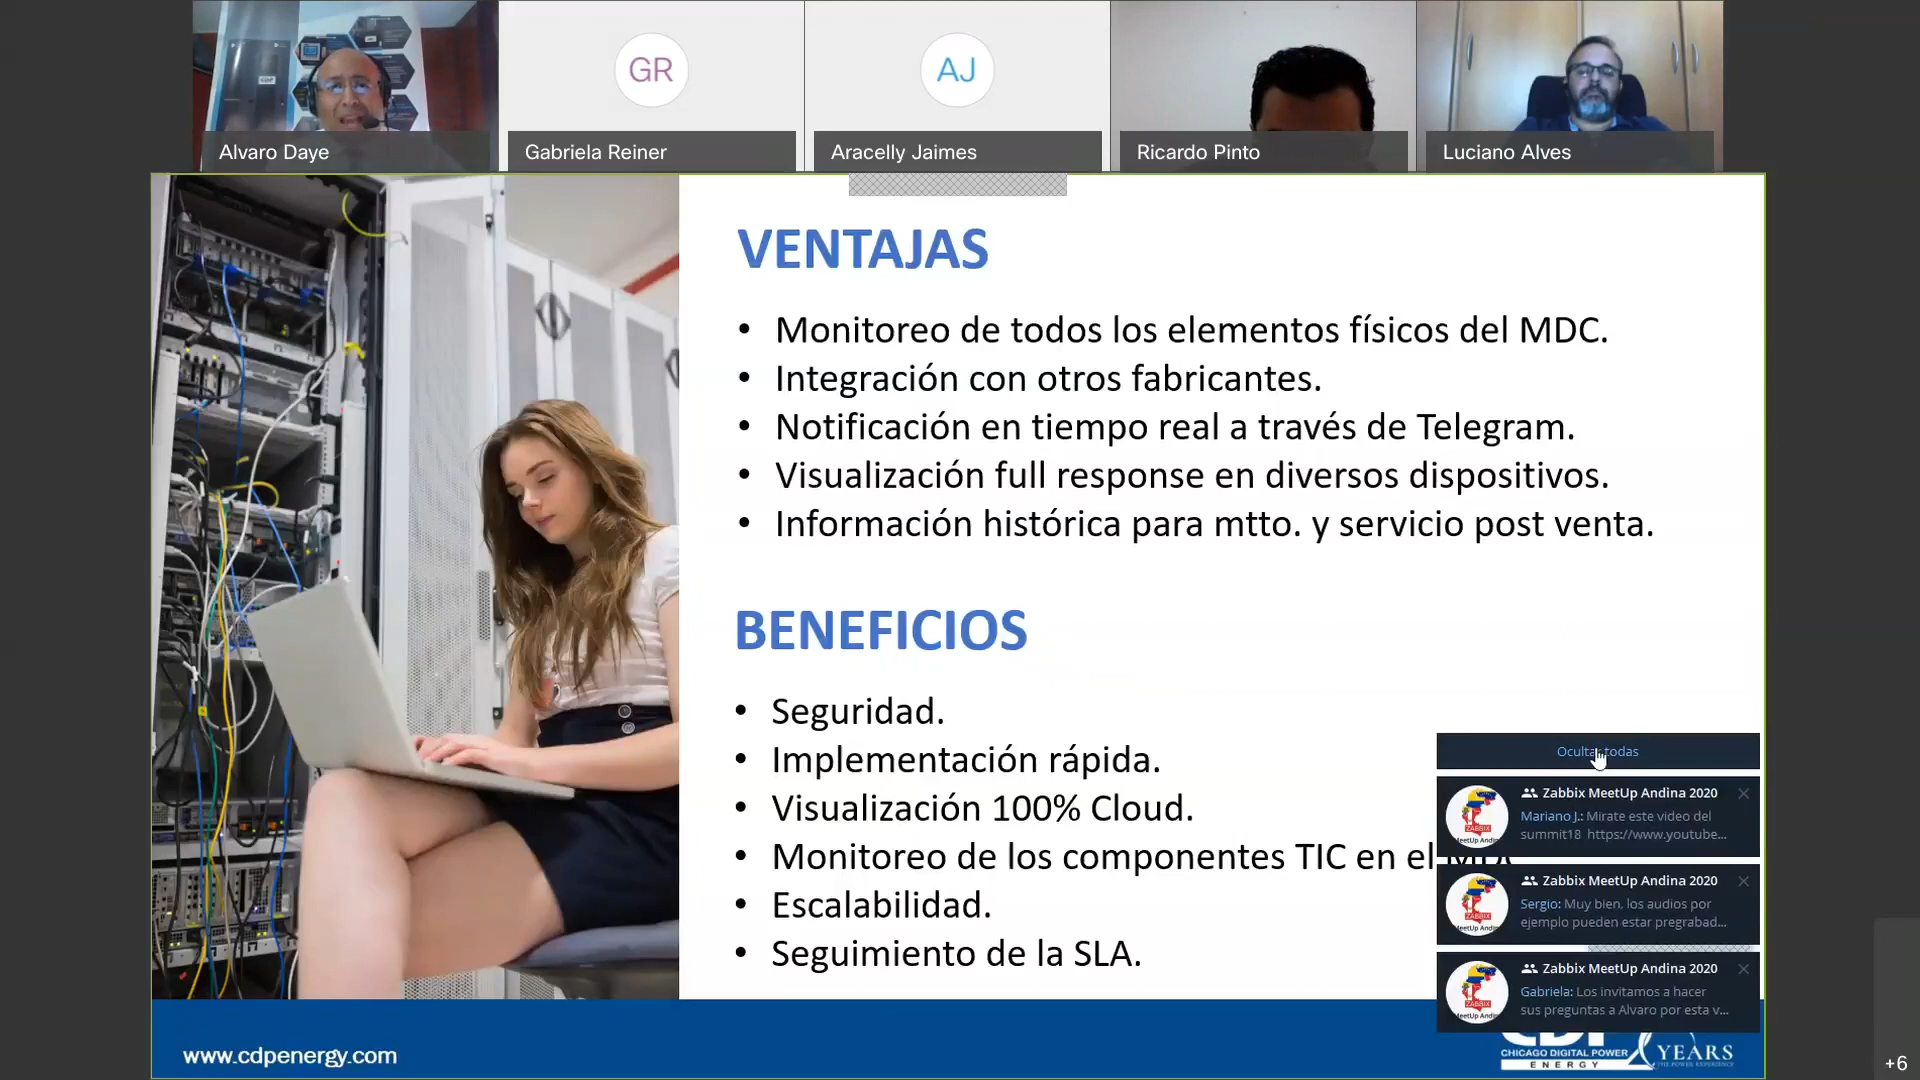 GR
AJ
Alvaro Daye
Gabriela Reiner
Aracelly Jaimes
Ricardo Pinto
Luciano Alves
VENTAJAS
• Monitoreo de todos los elementos físicos del MDC.
• Integración con otros fabricantes.
• Notificación en tiempo real a través de Telegram.
• Visualización full response en diversos dispositivos.
• Información histórica para mtto. y servicio post venta.
BENEFICIOS
• Seguridad.
• Implementación rápida.
• Visualización 100% Cloud.
• Monitoreo de los componentes TIC en el MDC
• Escalabilidad.
• Seguimiento de la SLA.
Ocultar todas
Zabbix MeetUp Andina 2020
Mariano J.: Mirate este video del
summit18 https://www.youtube...
Zabbix MeetUp Andina 2020
Sergio: Muy bien, los audios por
ejemplo pueden estar pregrabad...
Zabbix MeetUp Andina 2020
Gabriela: Los invitamos a hacer
sus preguntas a Alvaro por esta v...
www.cdpenergy.com
CDP
CHICAGO DIGITAL POWER
ENERGY
YEARS
+6